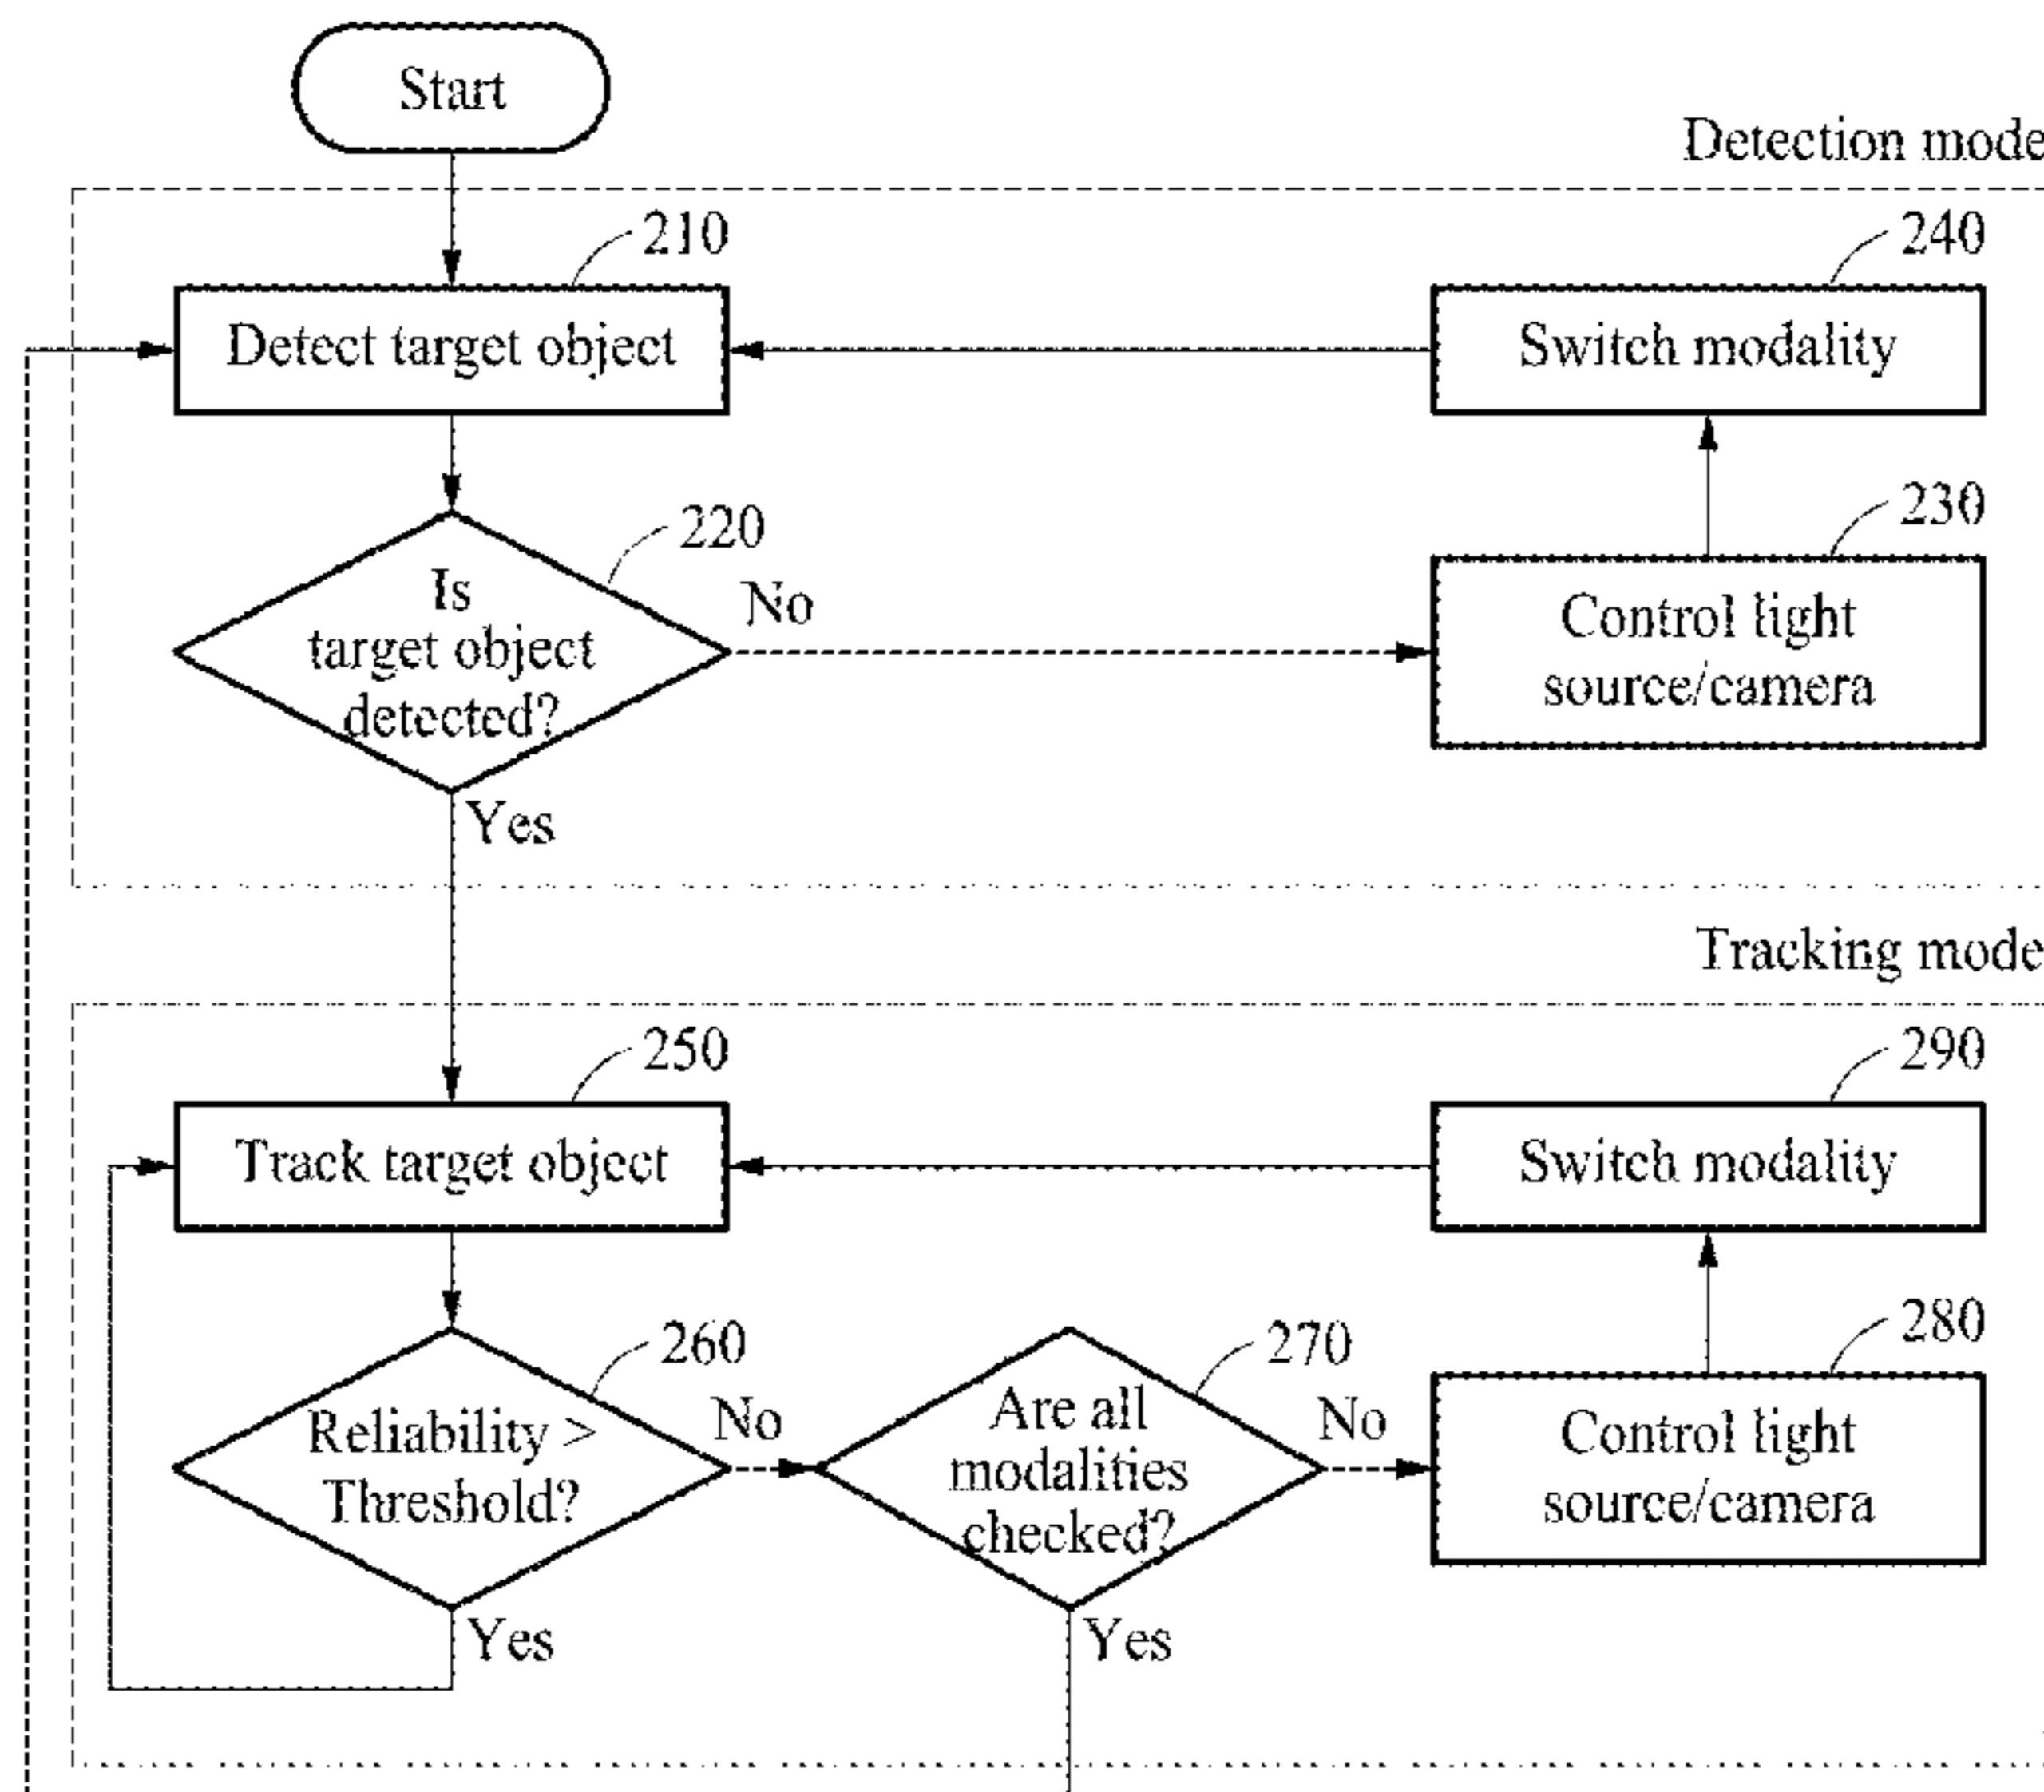 Start
Detection mode
210
240
Detect target object
Switch modality
220
230
Is
target object
detected?
No
Control light
source/camera
Yes
Tracking mode
250
290
Track target object
Switch modality
260
270
280
Reliability >
Threshold?
No
Are all
modalities
checked?
No
Control light
source/camera
Yes
Yes